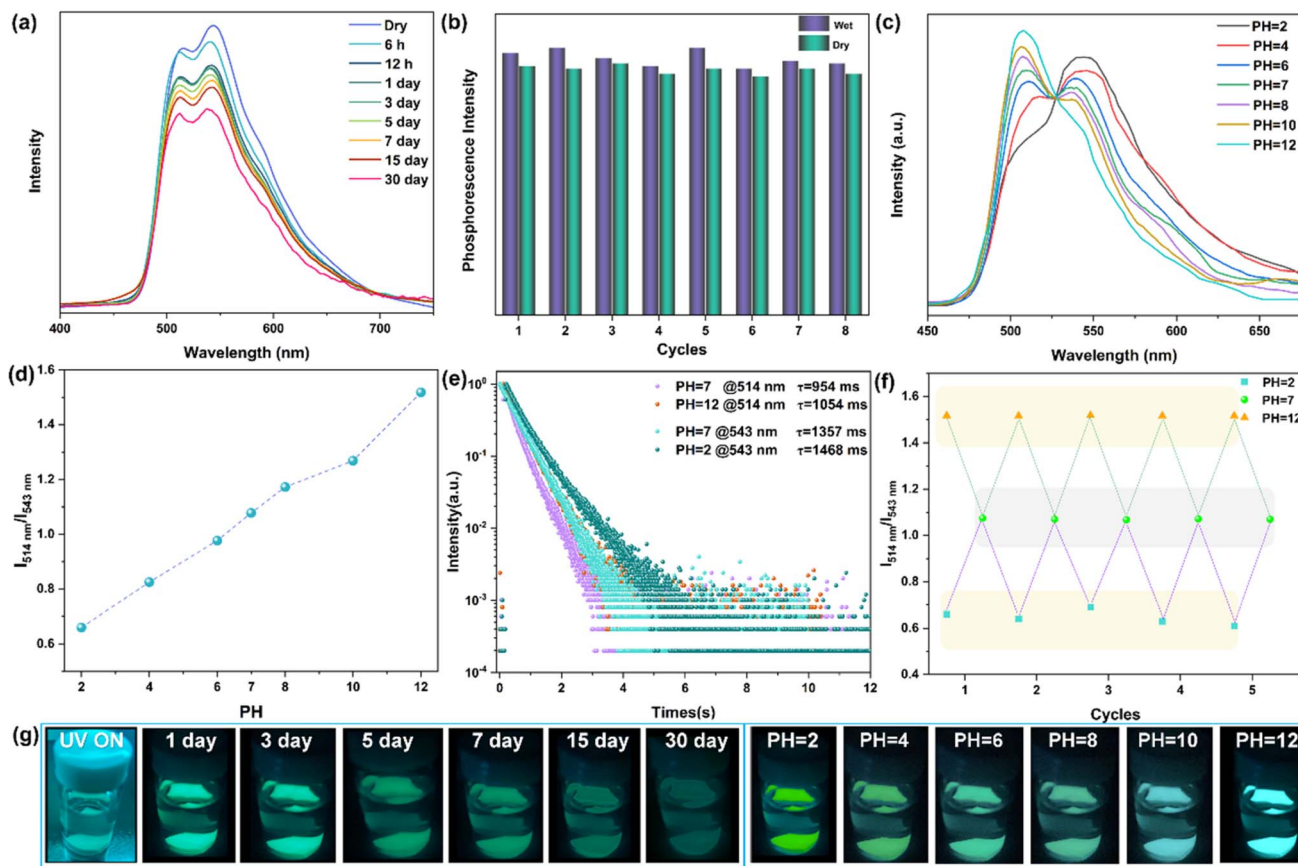 (a)
Dry
6 h
12 h
1 day
3 day
5 day
7 day
15 day
30 day
Intensity
400 500 600 700
Wavelength (nm)
(b)
Wet
Dry
Phosphorescence Intensity
1 2 3 4 5 6 7 8
Cycles
(c)
PH=2
PH=4
PH=6
PH=7
PH=8
PH=10
PH=12
Intensity (a.u.)
450 500 550 600 650
Wavelength (nm)
(d)
I514 nm/I543 nm
1.6
1.4
1.2
1.0
0.8
0.6
2 4 6 7 8 10 12
PH
(e)
PH=7 @514 nm τ=954 ms
PH=12 @514 nm τ=1054 ms
PH=7 @543 nm τ=1357 ms
PH=2 @543 nm τ=1468 ms
Intensity(a.u.)
10^0
10^-1
10^-2
10^-3
10^-4
0 2 4 6 8 10 12
Times(s)
(f)
PH=2
PH=7
PH=12
I514 nm/I543 nm
1.6
1.4
1.2
1.0
0.8
0.6
0.4
1 2 3 4 5
Cycles
(g)
UV ON 1 day 3 day 5 day 7 day 15 day 30 day PH=2 PH=4 PH=6 PH=8 PH=10 PH=12